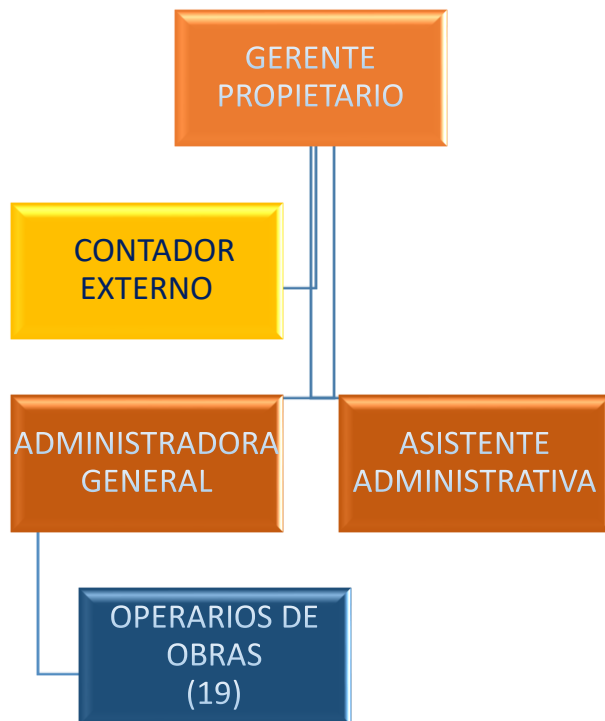 GERENTE
PROPIETARIO
CONTADOR
EXTERNO
ADMINISTRADORA
GENERAL
ASISTENTE
ADMINISTRATIVA
OPERARIOS DE
OBRAS
(19)